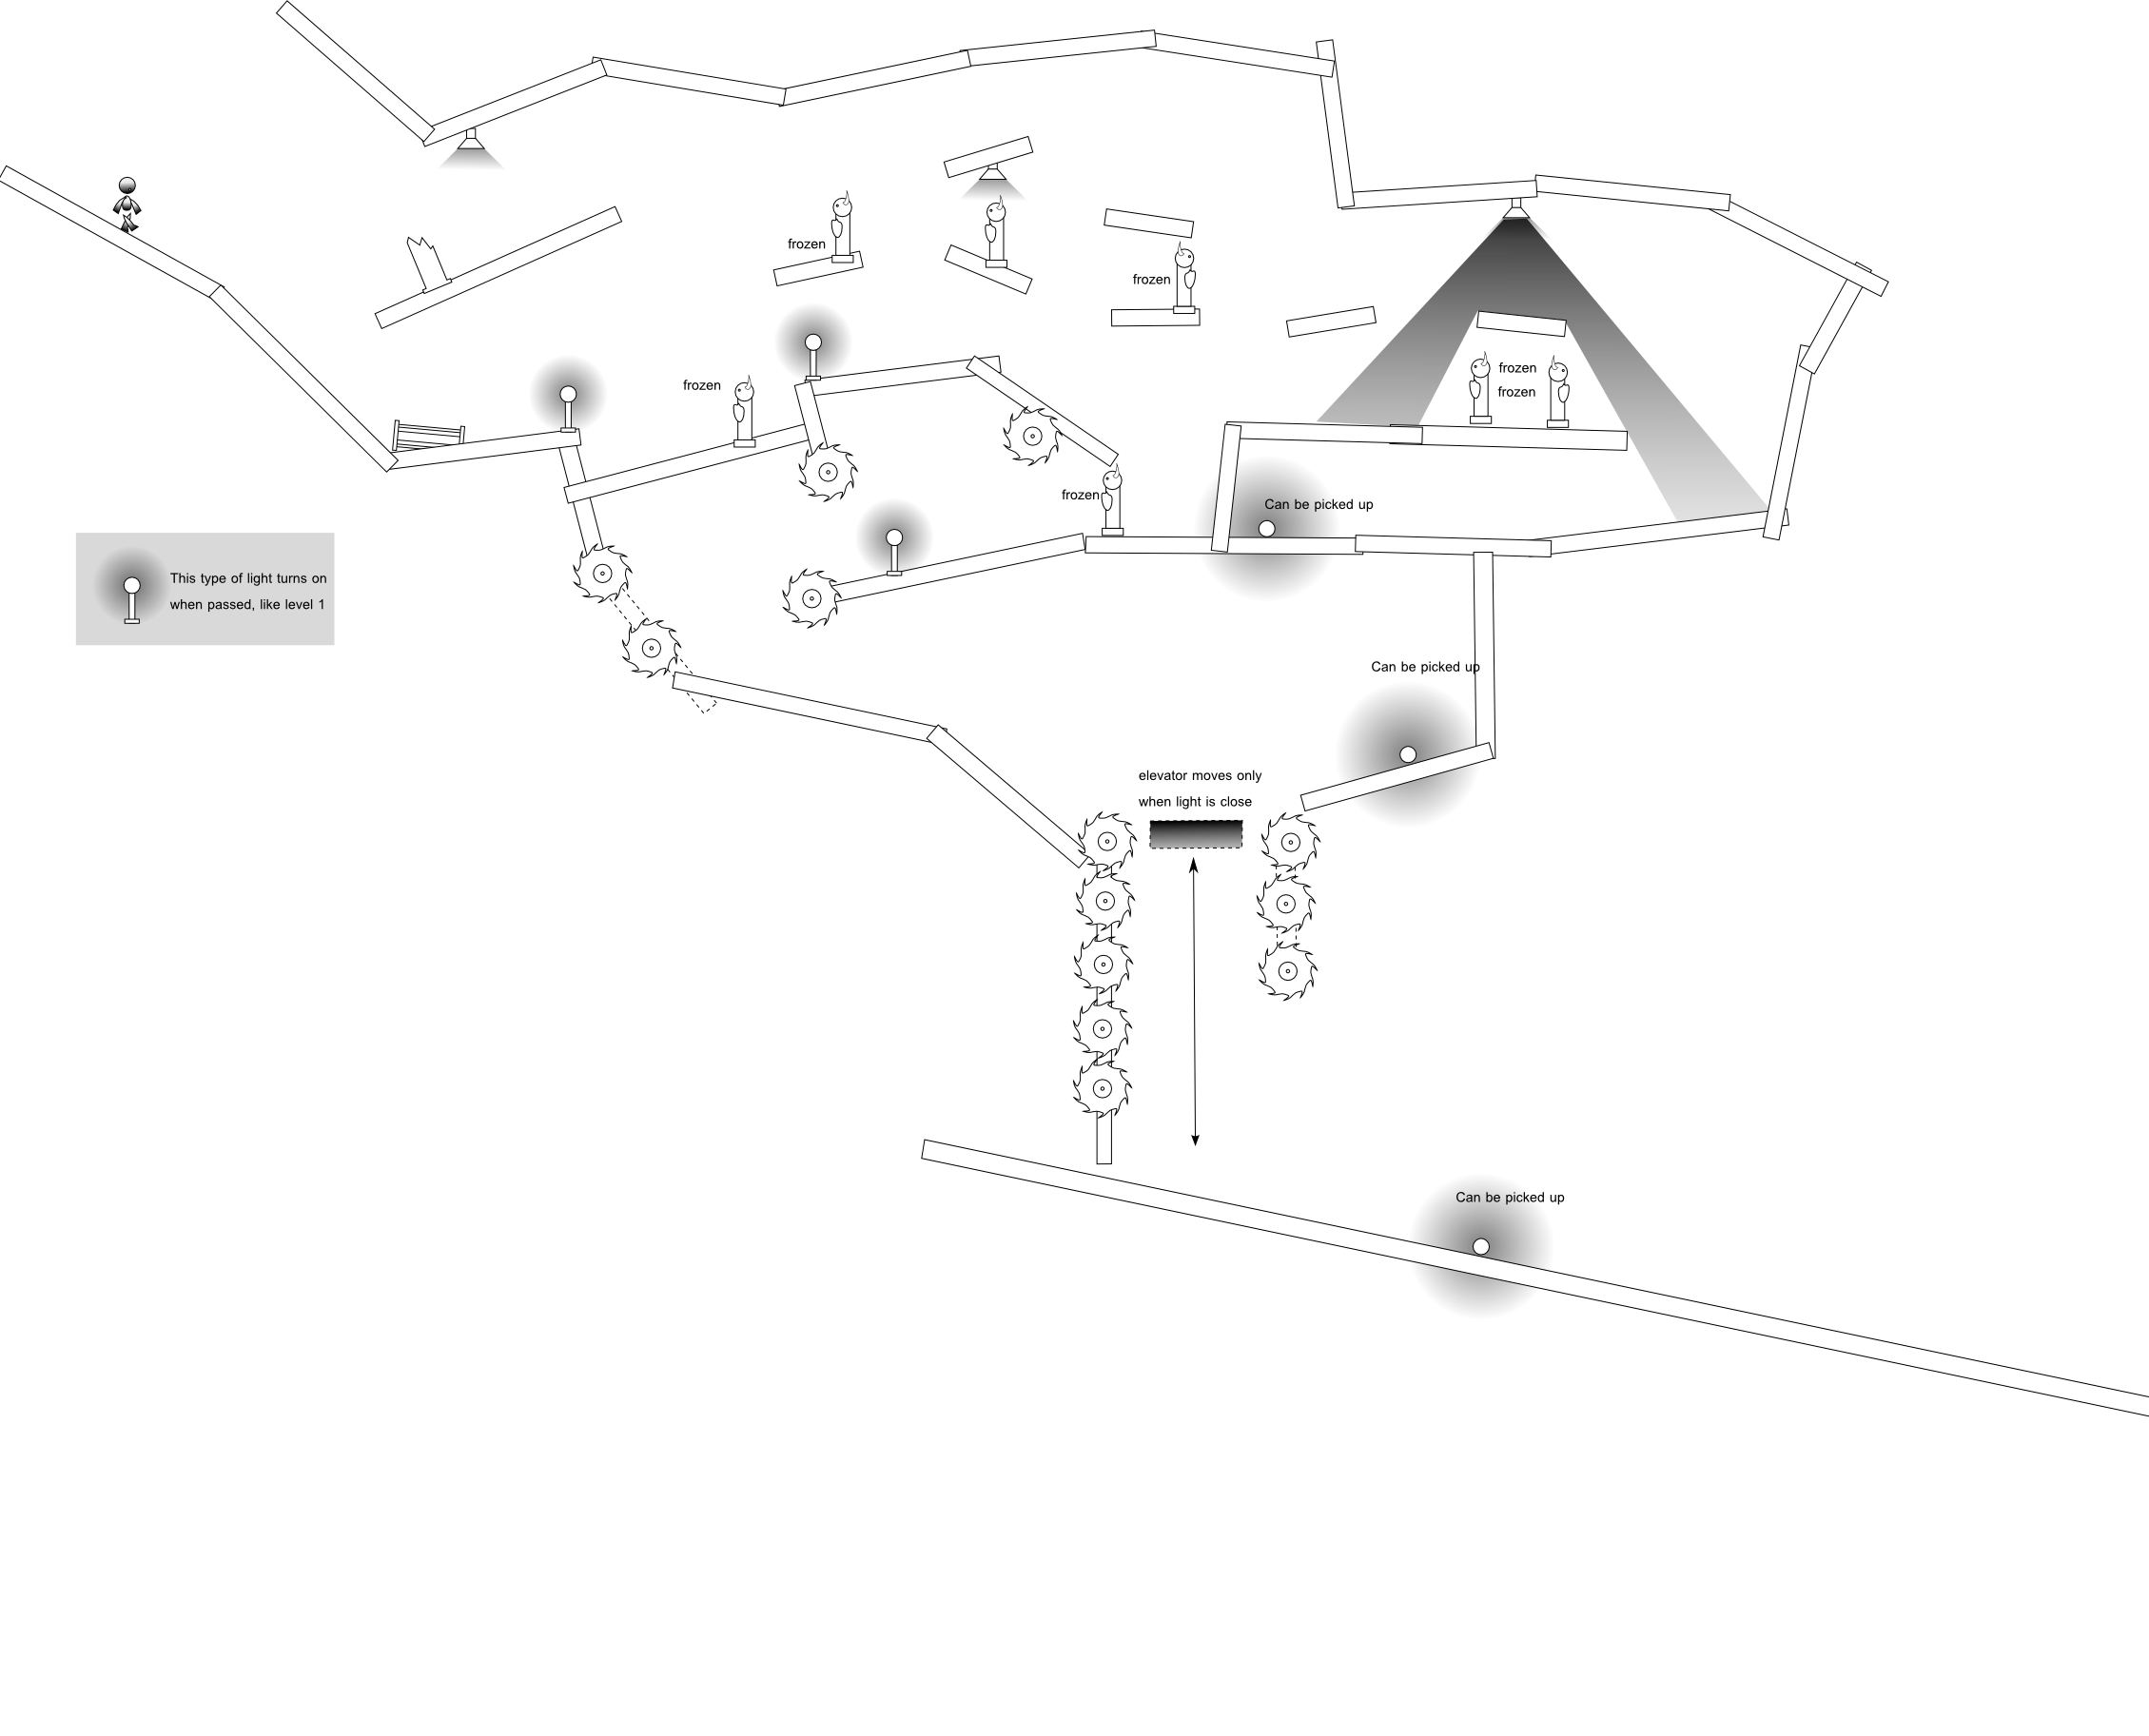 frozen
frozen
frozen
frozen
frozen
frozen
Can be picked up
This type of light turns on
when passed, like level 1
Can be picked up
elevator moves only
when light is close
Can be picked up